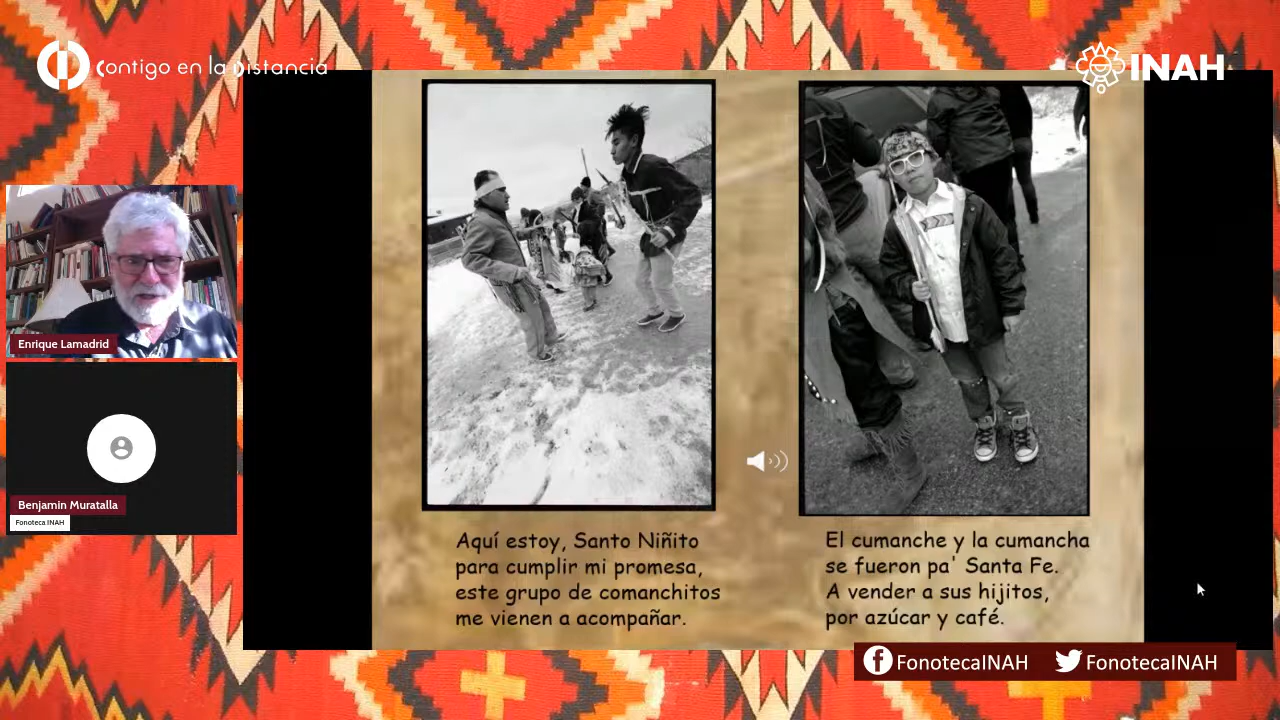 Contigo en la Distancia
INAH
Enrique Lamadrid
Benjamin Muratalla
Fonoteca INAH
Aquí estoy, Santo Niñito
para cumplir mi promesa,
este grupo de comanchitos
me vienen a acompañar.
El cumanche y la cumancha
se fueron pa' Santa Fe.
A vender a sus hijitos,
por azúcar y café.
FonotecaINAH
FonotecaINAH